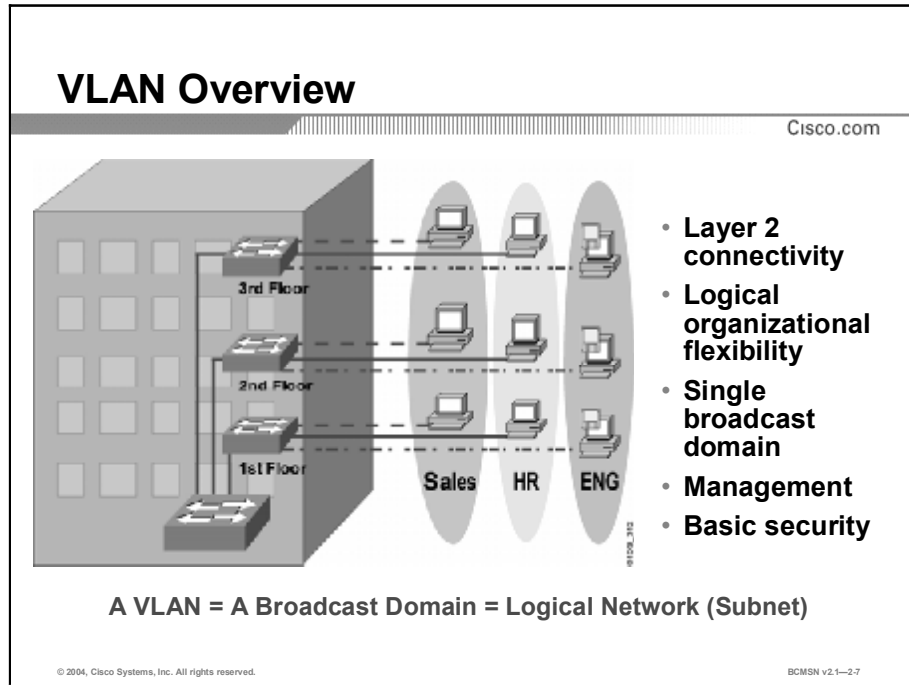 VLAN Overview
Cisco.com
3rd Floor
2nd Floor
1st Floor
Sales
HR
ENG
• Layer 2
connectivity
• Logical
organizational
flexibility
• Single
broadcast
domain
• Management
• Basic security
A VLAN = A Broadcast Domain = Logical Network (Subnet)
© 2004, Cisco Systems, Inc. All rights reserved.
BCMSN v2.1—2-7